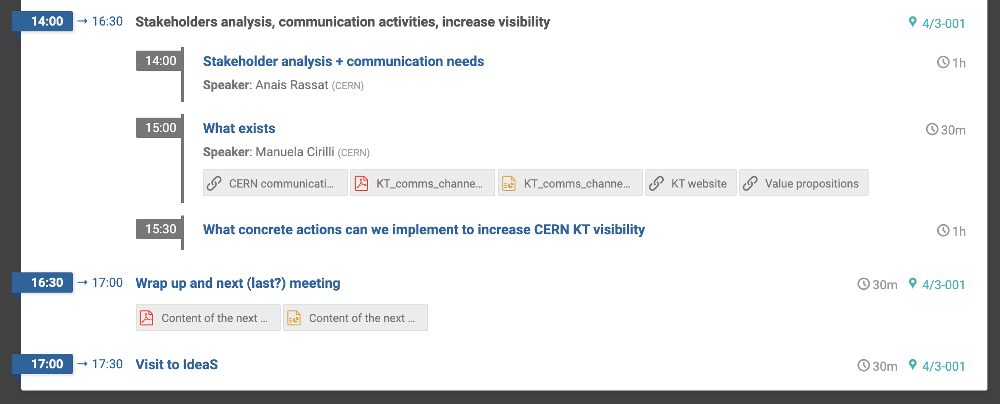 14:00 → 16:30 Stakeholders analysis, communication activities, increase visibility 4/3-001
14:00 Stakeholder analysis + communication needs 1h
Speaker: Anais Rassat (CERN)
15:00 What exists 30m
Speaker: Manuela Cirilli (CERN)
CERN communicati... KT_comms_channe... KT_comms_channe... KT website Value propositions
15:30 What concrete actions can we implement to increase CERN KT visibility 1h
16:30 → 17:00 Wrap up and next (last?) meeting 30m 4/3-001
Content of the next ... Content of the next ...
17:00 → 17:30 Visit to IdeaS 30m 4/3-001